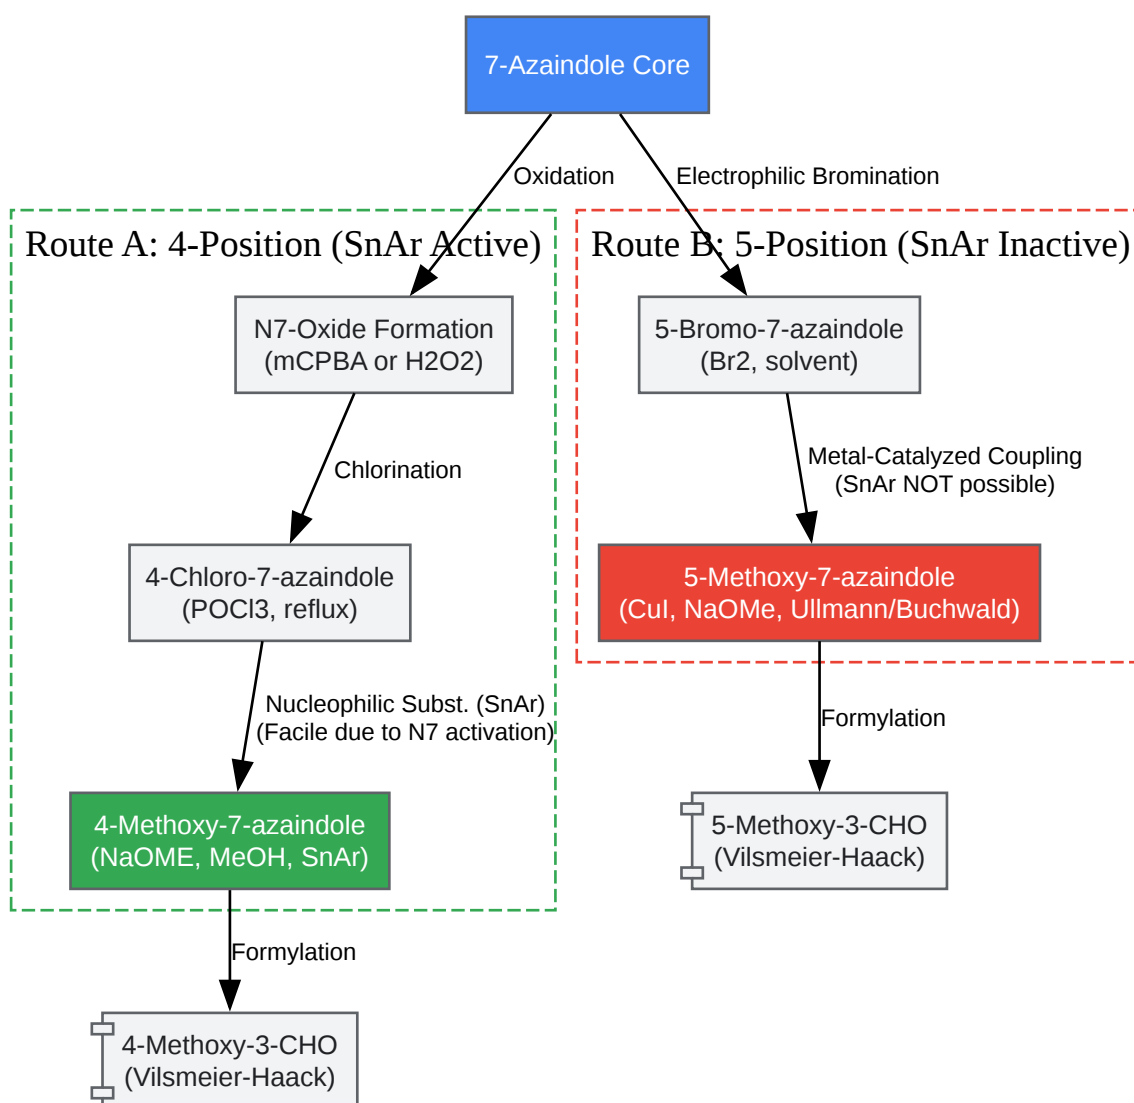 7-Azaindole Core
Oxidation
Electrophilic Bromination
Route A: 4-Position (SnAr Active)
Route B: 5-Position (SnAr Inactive)
N7-Oxide Formation
(mCPBA or H2O2)
5-Bromo-7-azaindole
(Br2, solvent)
Chlorination
Metal-Catalyzed Coupling
(SnAr NOT possible)
4-Chloro-7-azaindole
(POCl3, reflux)
5-Methoxy-7-azaindole
(CuI, NaOMe, Ullmann/Buchwald)
Nucleophilic Subst. (SnAr)
(Facile due to N7 activation)
Formylation
4-Methoxy-7-azaindole
(NaOME, MeOH, SnAr)
5-Methoxy-3-CHO
(Vilsmeier-Haack)
Formylation
4-Methoxy-3-CHO
(Vilsmeier-Haack)